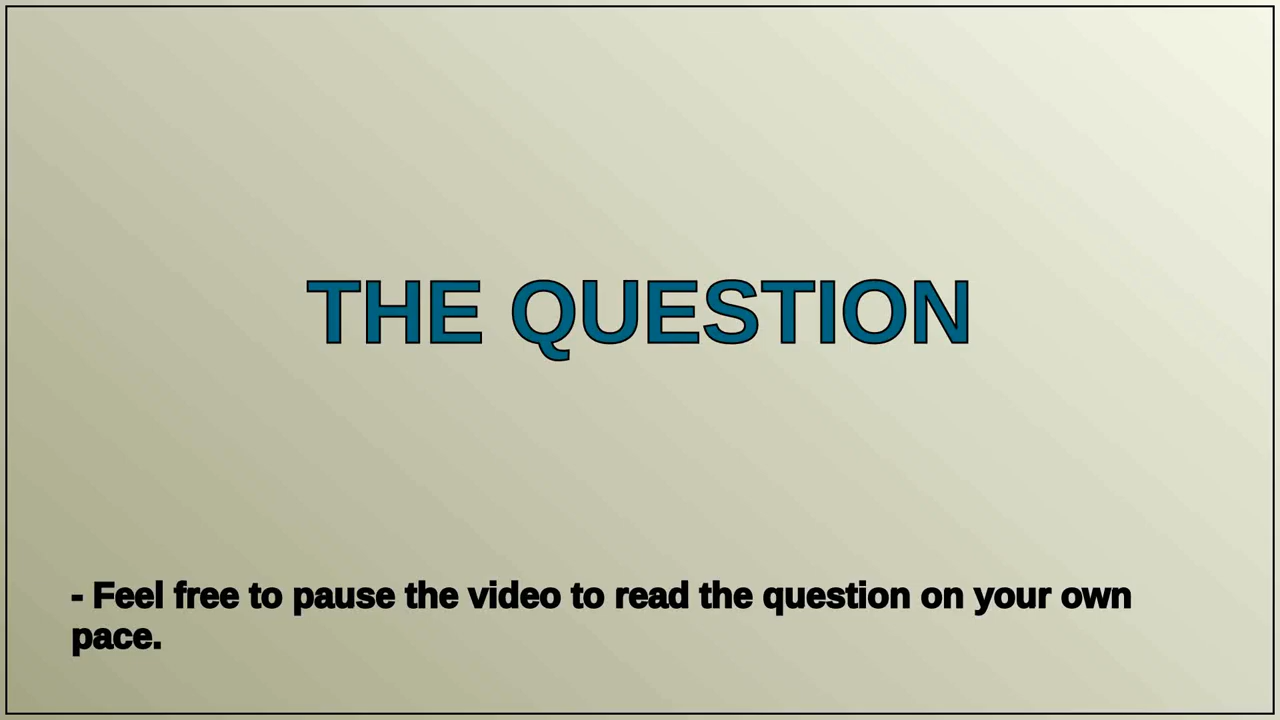 THE QUESTION
- Feel free to pause the video to read the question on your own
pace.